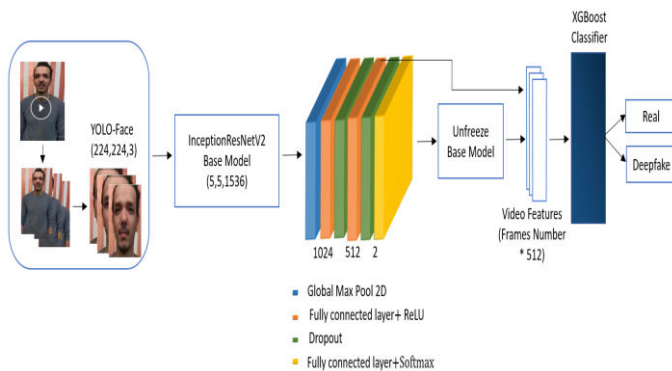 YOLO-Face
(224,224,3)
InceptionResNetV2
Base Model
(5,5,1536)
1024 512 2
Unfreeze
Base Model
Video Features
(Frames Number
* 512)
XGBoost
Classifier
Real
Deepfake
Global Max Pool 2D
Fully connected layer+ ReLU
Dropout
Fully connected layer+Softmax